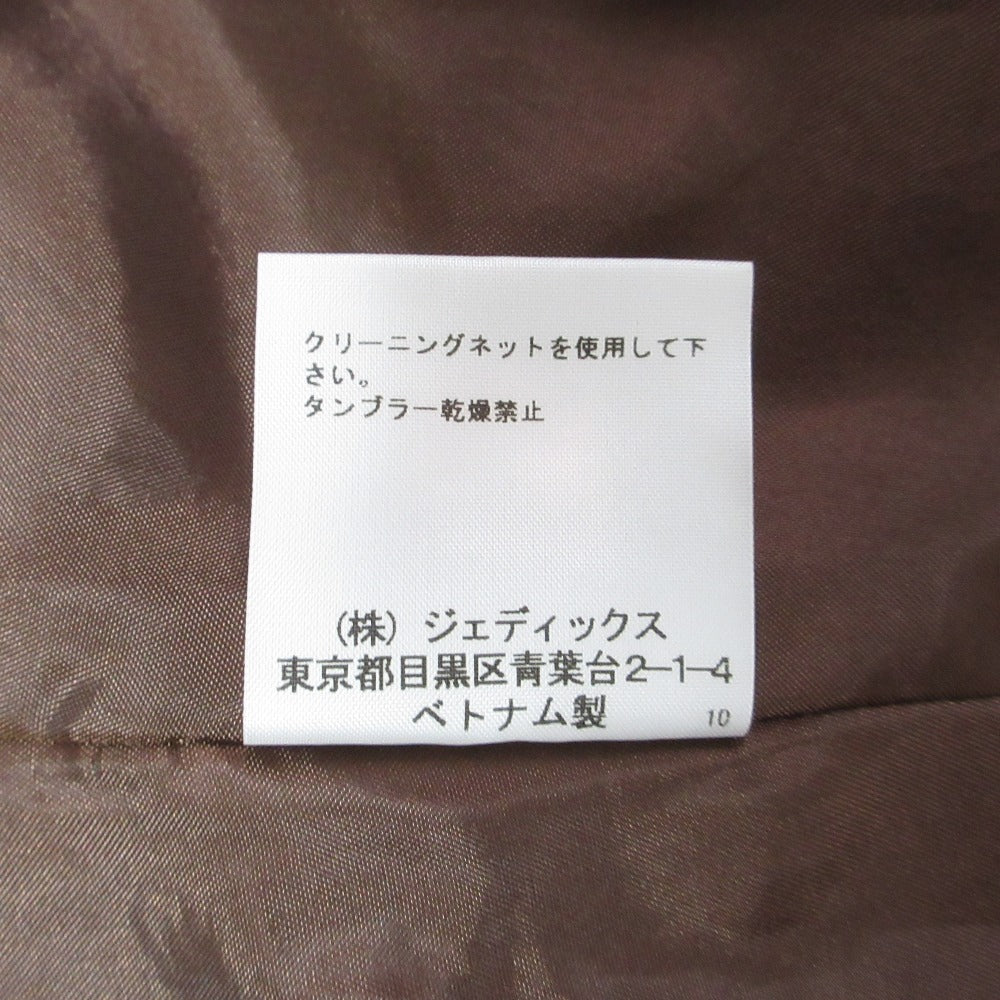 クリーニングネットを使用して下
さい。
タンブラー乾燥禁止
(株) ジェディックス
東京都目黒区青葉台2-1-4
ベトナム製
10